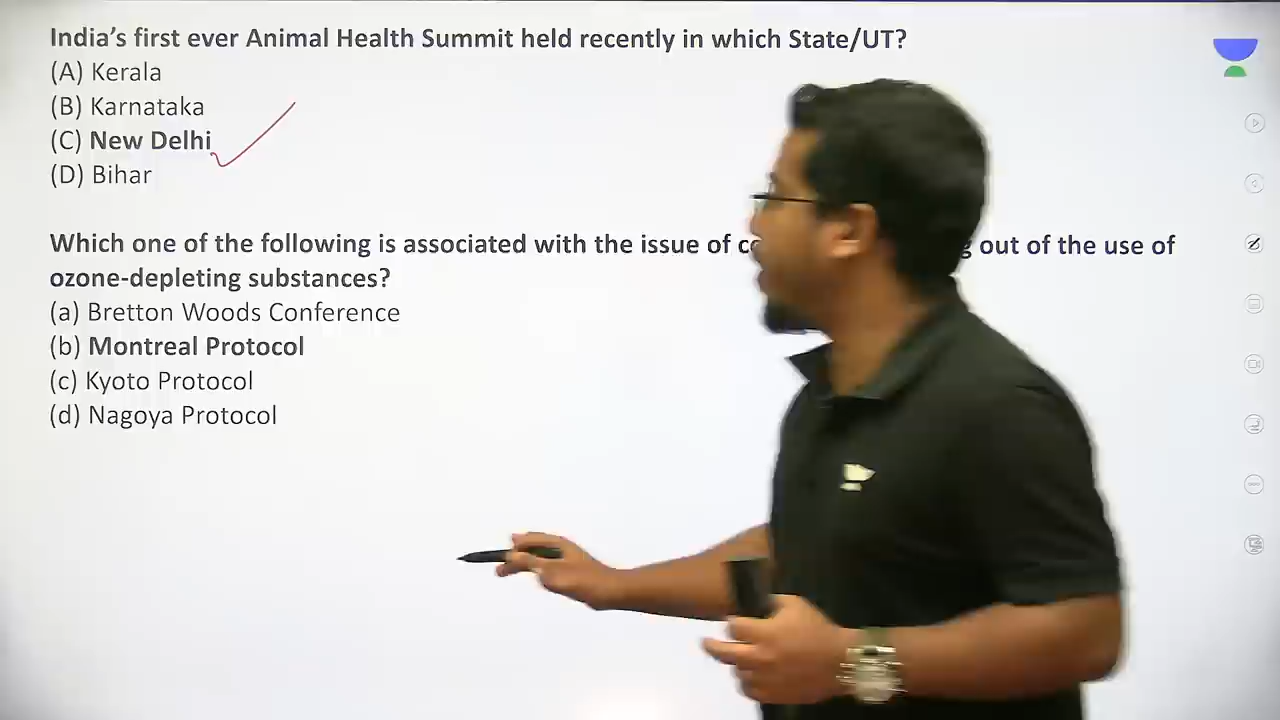 India's first ever Animal Health Summit held recently in which State/UT?
(A) Kerala
(B) Karnataka
(C) New Delhi
(D) Bihar
Which one of the following is associated with the issue of out of the use of
ozone-depleting substances?
(a) Bretton Woods Conference
(b) Montreal Protocol
(c) Kyoto Protocol
(d) Nagoya Protocol